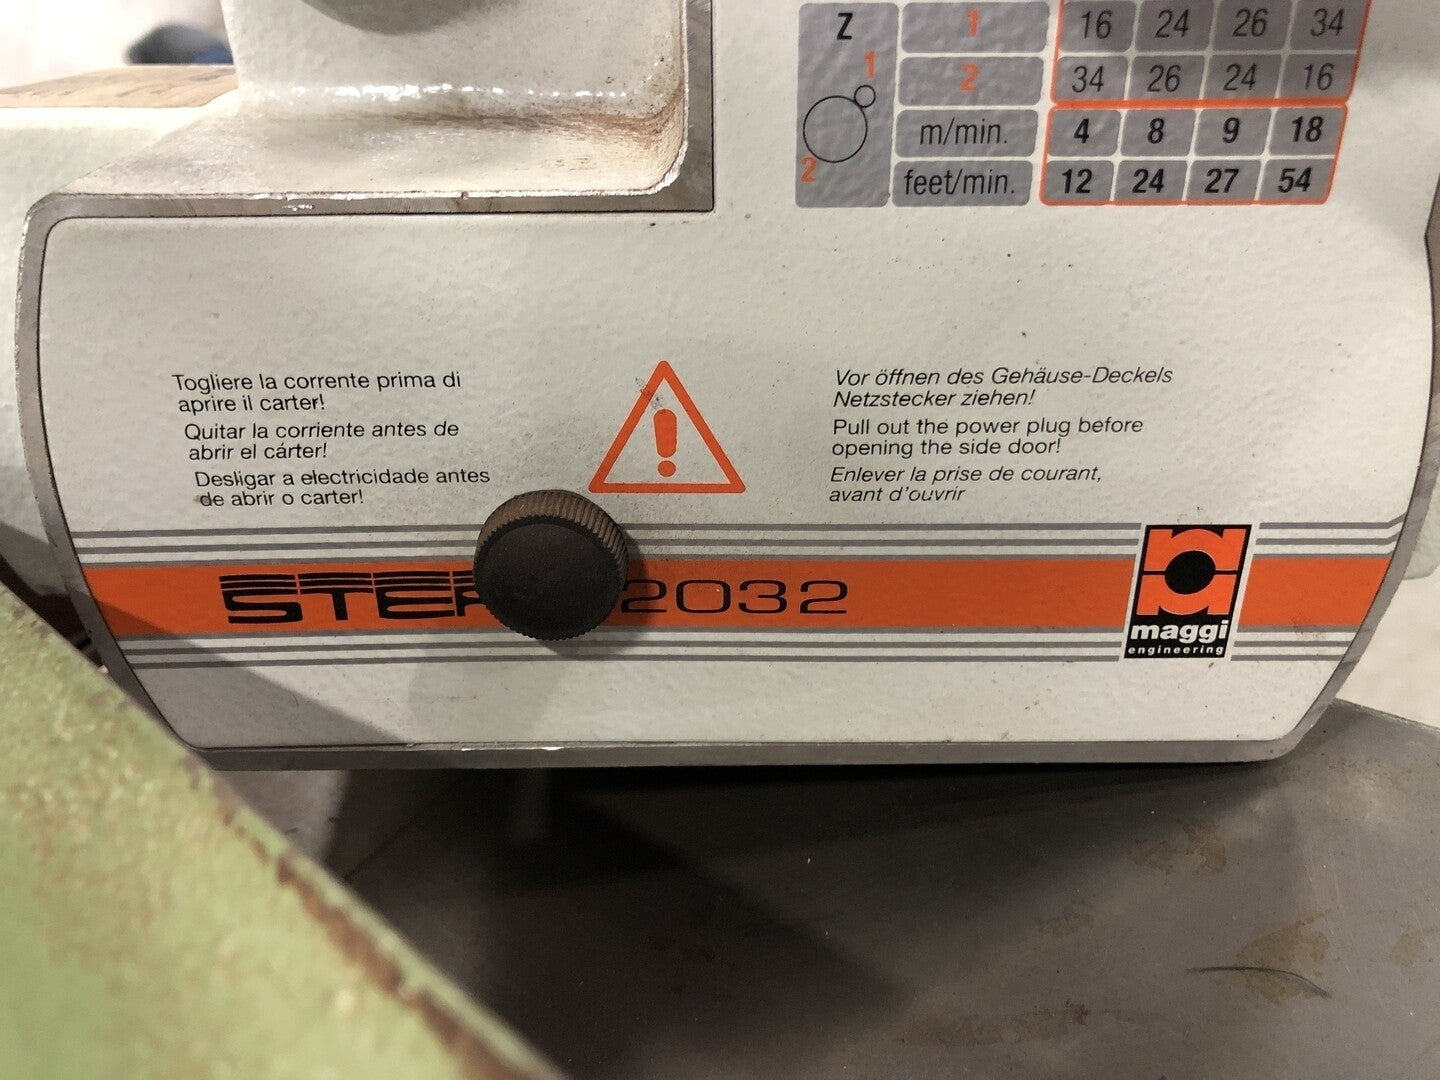 Z 1 16 24 26 34
1 2 34 26 24 16
m/min. 4 8 9 18
2 feet/min. 12 24 27 54
Togliere la corrente prima di
aprire il carter!
Quitar la corriente antes de
abrir el cárter!
Desligar a electricidade antes
de abrir o carter!
Vor öffnen des Gehäuse-Deckels
Netzstecker ziehen!
Pull out the power plug before
opening the side door!
Enlever la prise de courant,
avant d'ouvrir
2032
maggi
engineering